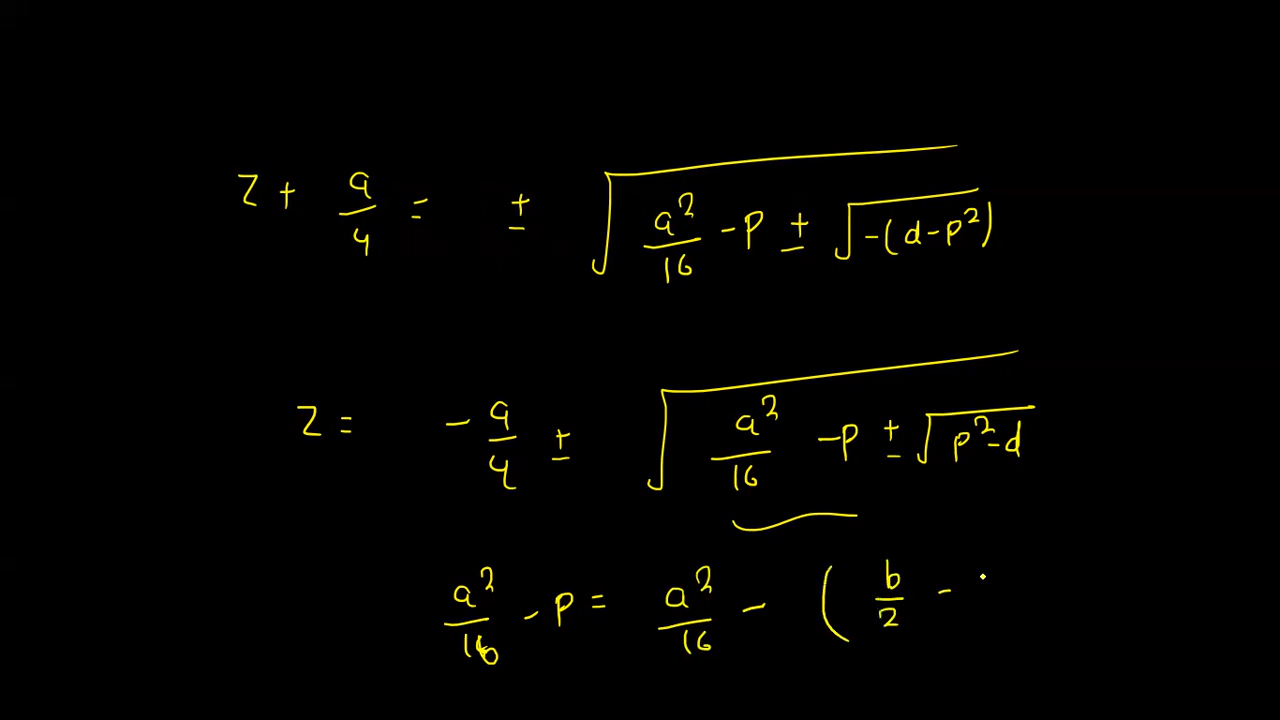 z + a/4 = ± √(a²/16 - p ± √(-(d - p²)))
z = - a/4 ± √(a²/16 - p ± √(p² - d))
a²/16 - p = a²/16 - ( b/2 -